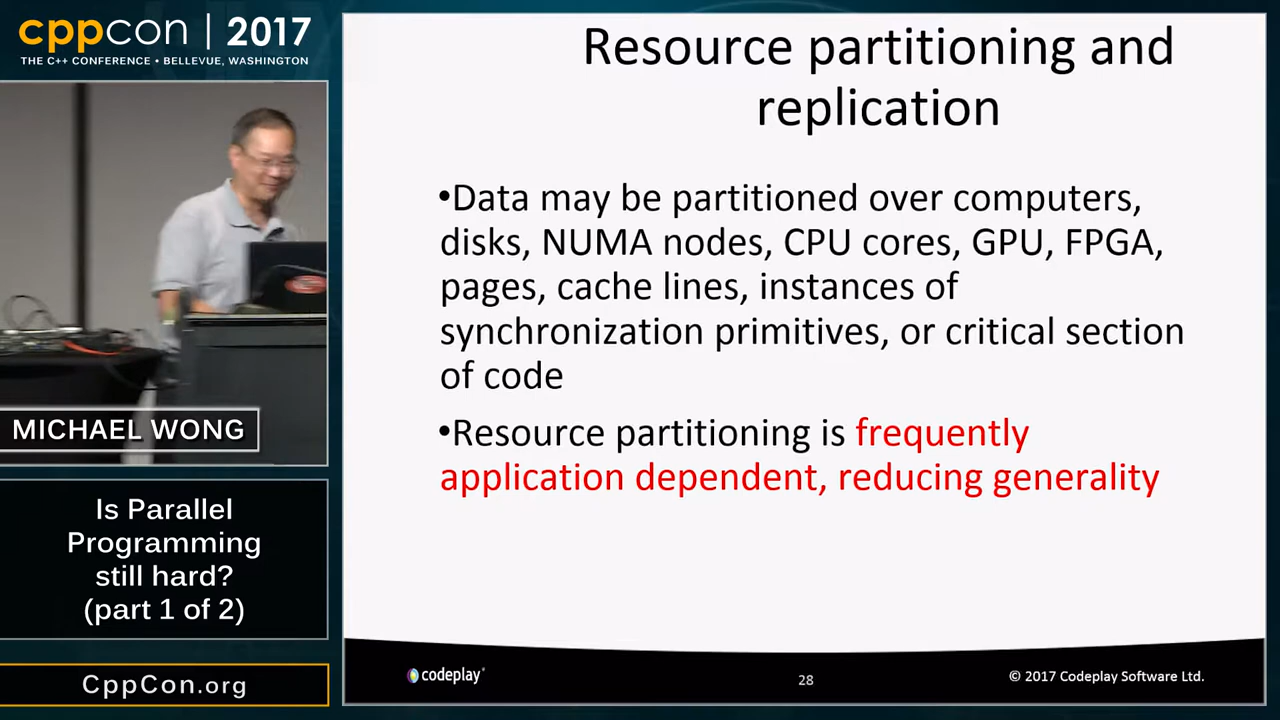 cppcon | 2017
THE C++ CONFERENCE • BELLEVUE, WASHINGTON
MICHAEL WONG
Is Parallel
Programming
still hard?
(part 1 of 2)
CppCon.org
Resource partitioning and
replication
•Data may be partitioned over computers,
disks, NUMA nodes, CPU cores, GPU, FPGA,
pages, cache lines, instances of
synchronization primitives, or critical section
of code
•Resource partitioning is frequently
application dependent, reducing generality
codeplay®
28
© 2017 Codeplay Software Ltd.